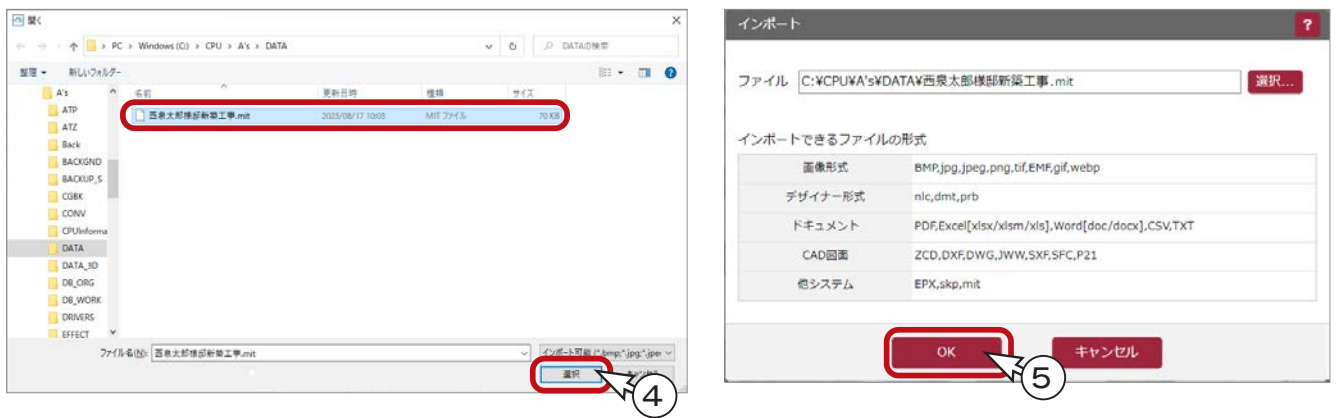 開く
PC > Windows (C:) > CPU > A's > DATA
DATAの検索
整理
新しいフォルダー
A's
ATP
ATZ
Back
BACKGND
BACKUP_S
CGBK
CONV
CPUInforma
DATA
DATA_3D
DB_ORG
DB_WORK
DRIVERS
EFFECT
名前 更新日時 種類 サイズ
西泉太郎様邸新築工事.mit 2023/08/17 10:03 MIT ファイル 70 KB
ファイル名(N): 西泉太郎様邸新築工事.mit
インポート可能 (*.bmp;*.jpg;*.jpe
選択
④
インポート
?
ファイル C:¥CPU¥A's¥DATA¥西泉太郎様邸新築工事.mit 選択...
インポートできるファイルの形式
画像形式 BMP,jpg,jpeg,png,tif,EMF,gif,webp
デザイナー形式 nlc,dmt,prb
ドキュメント PDF,Excel[xlsx/xlsm/xls],Word[doc/docx],CSV,TXT
CAD図面 ZCD,DXF,DWG,JWW,SXF,SFC,P21
他システム EPX,skp,mit
OK
キャンセル
⑤